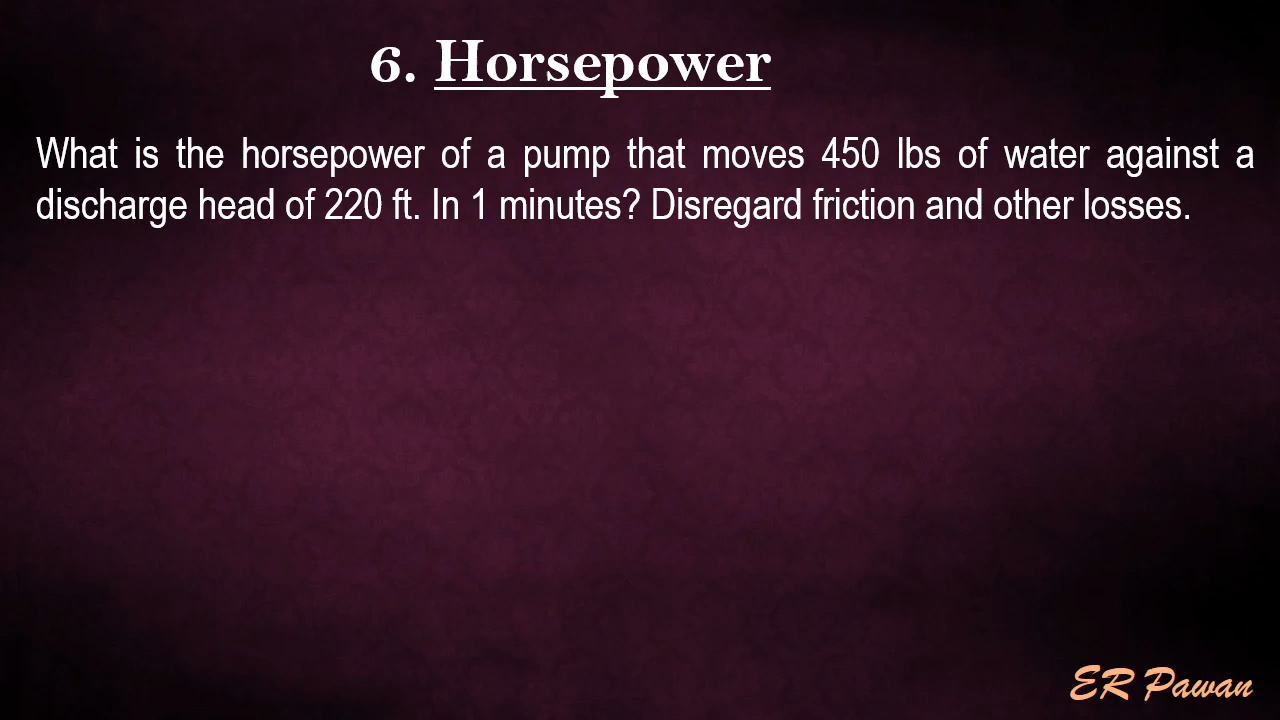 6. Horsepower
What is the horsepower of a pump that moves 450 lbs of water against a
discharge head of 220 ft. In 1 minutes? Disregard friction and other losses.
ER Pawan